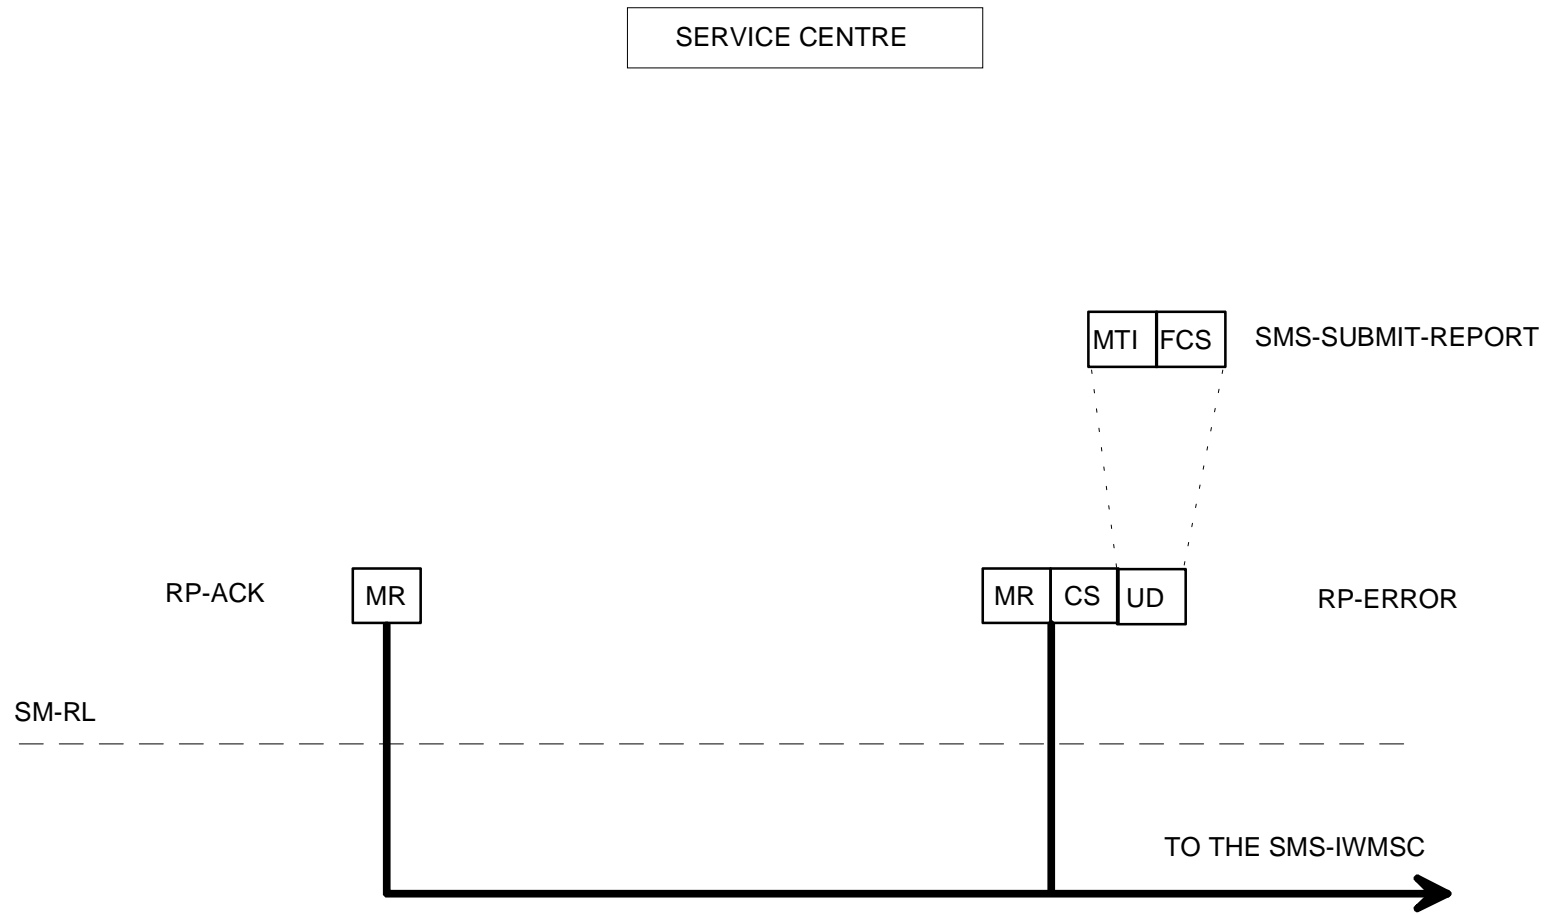 SERVICE CENTRE
MTI FCS SMS-SUBMIT-REPORT
RP-ACK MR MR CS UD RP-ERROR
SM-RL
TO THE SMS-IWMSC